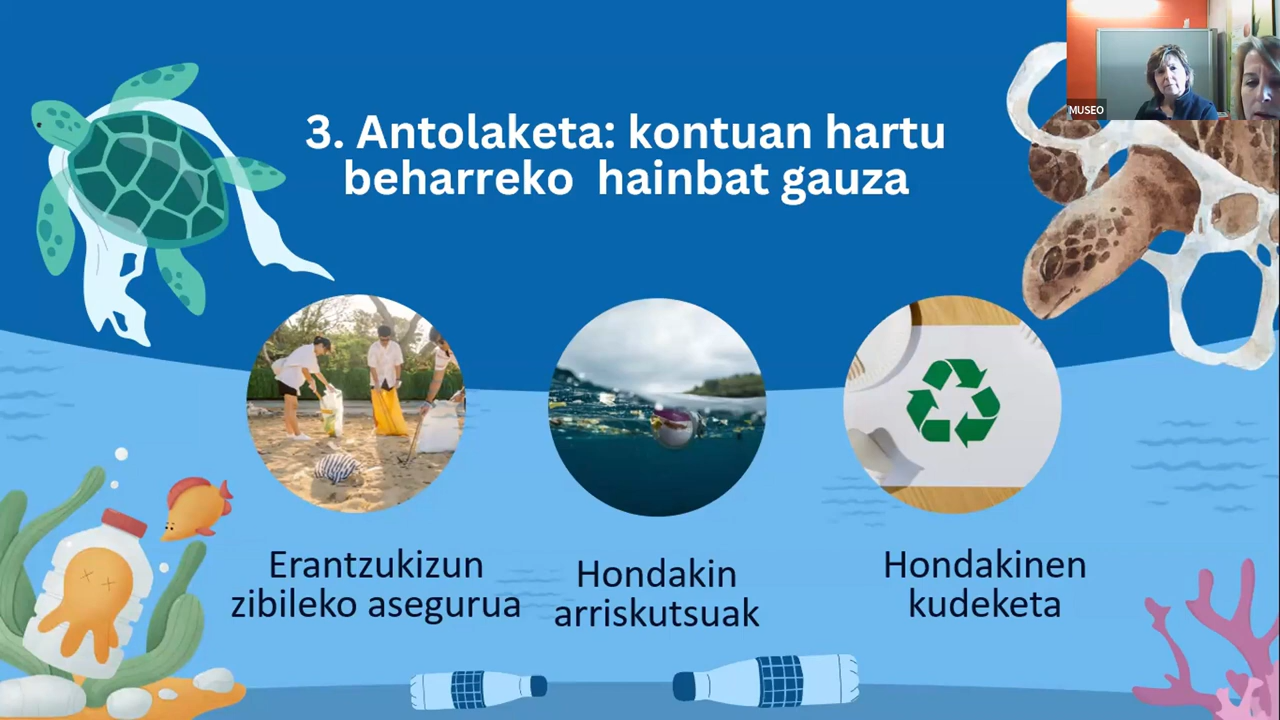 MUSEO
3. Antolaketa: kontuan hartu
beharreko hainbat gauza
Erantzukizun
zibileko asegurua
Hondakin
arriskutsuak
Hondakinen
kudeketa